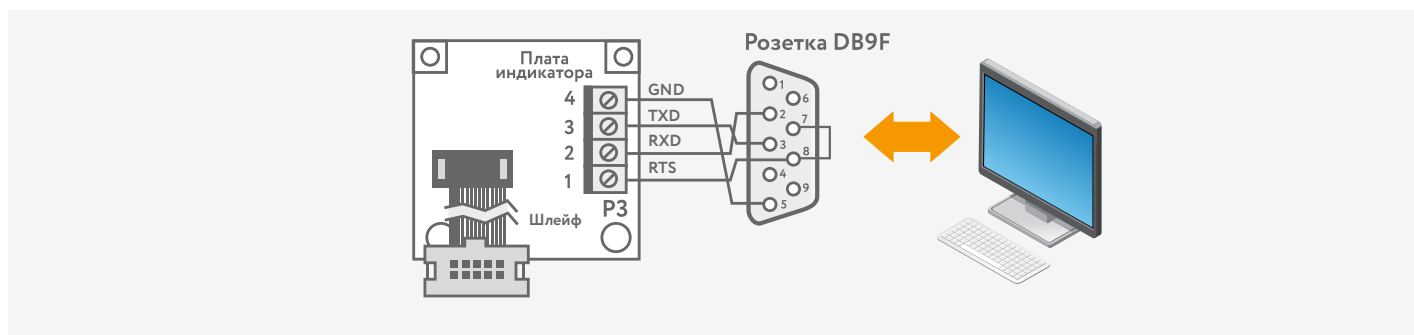 Розетка DB9F
Плата
индикатора
4 GND
3 TXD
2 RXD
1 RTS
P3
Шлейф
1
6
2
7
3
8
4
9
5